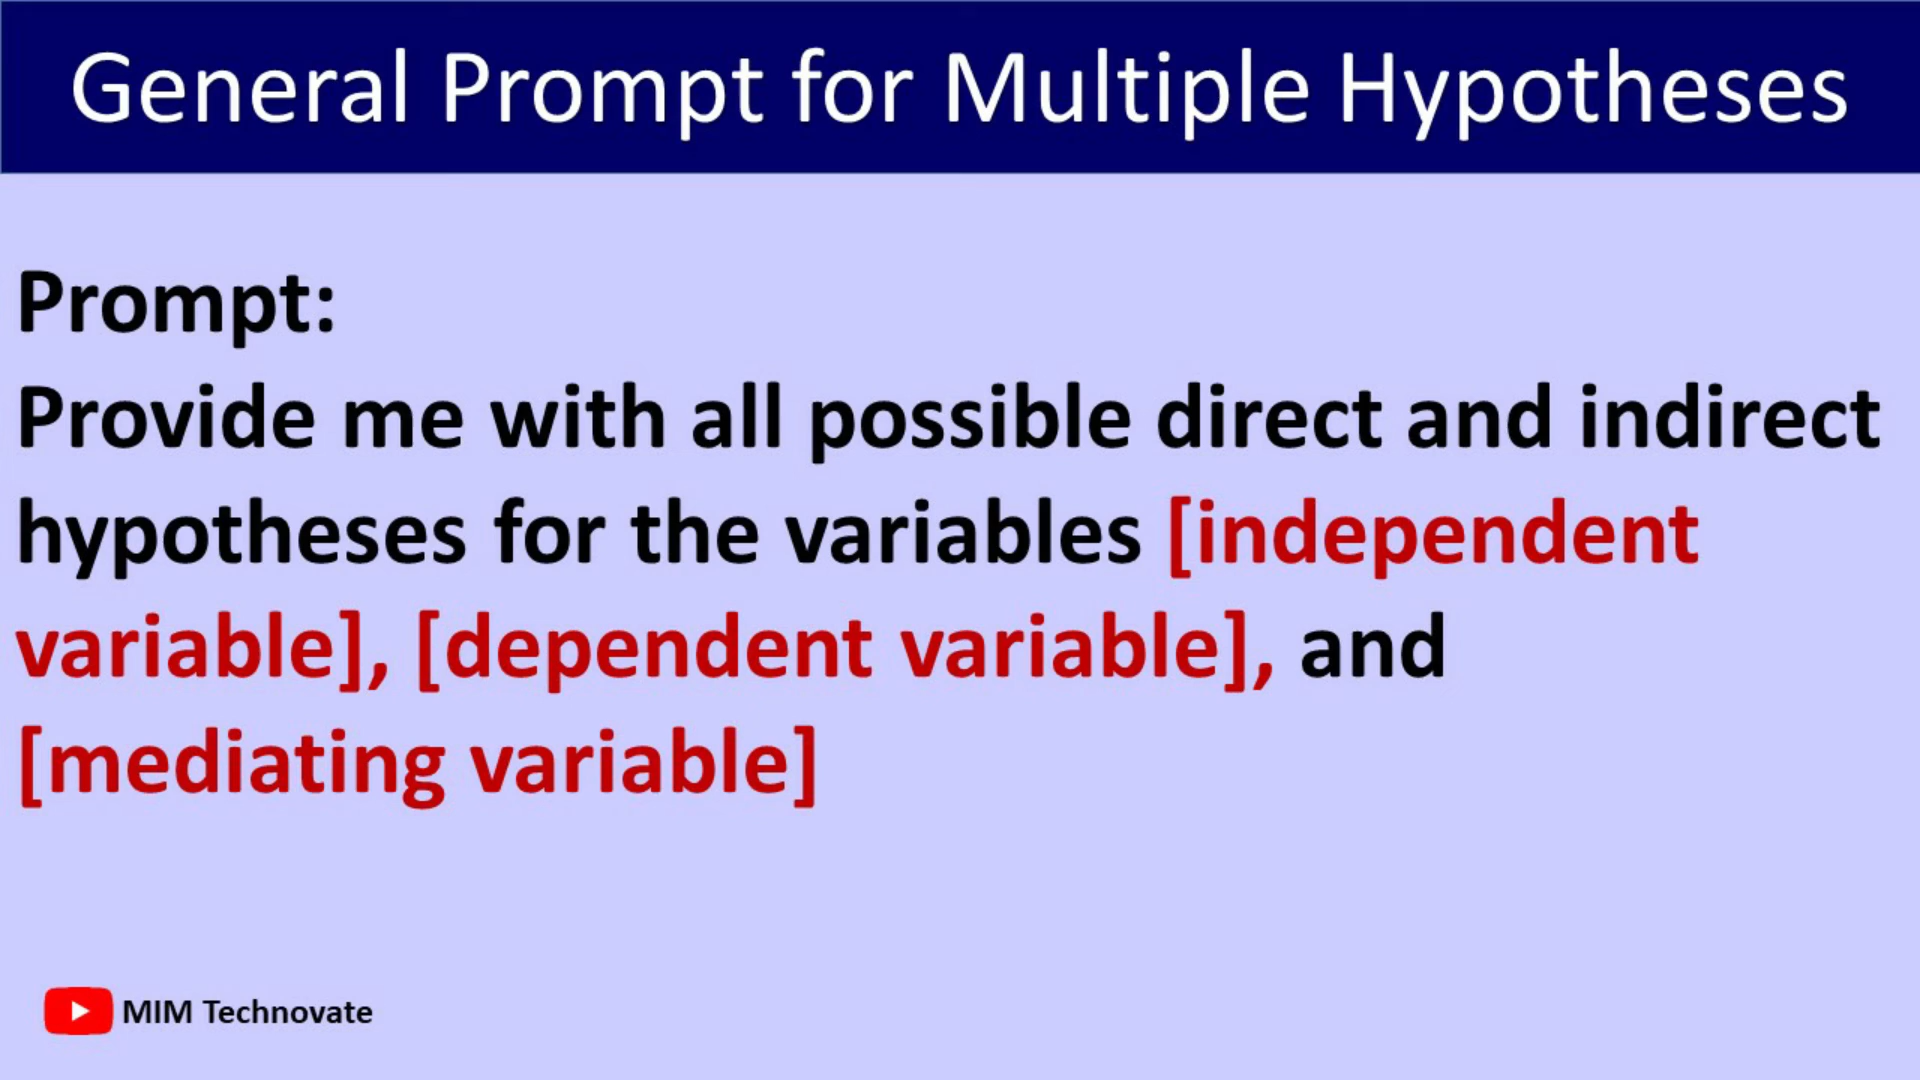 General Prompt for Multiple Hypotheses
Prompt:
Provide me with all possible direct and indirect
hypotheses for the variables [independent
variable], [dependent variable], and
[mediating variable]
MIM Technovate